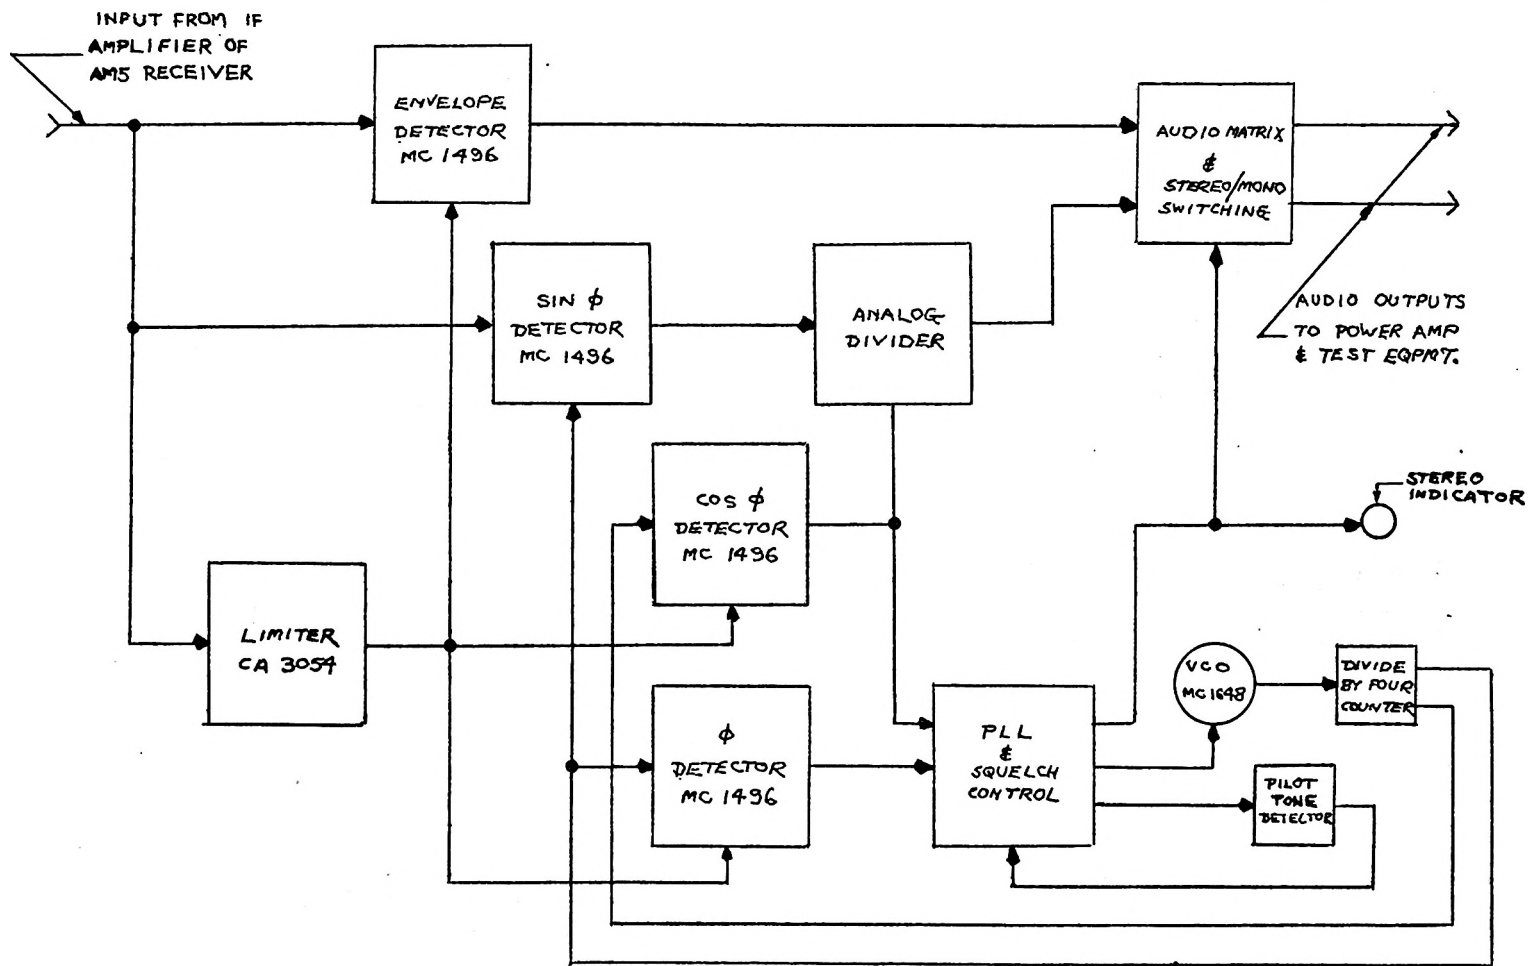 INPUT FROM IF
AMPLIFIER OF
AM5 RECEIVER
ENVELOPE
DETECTOR
MC 1496
AUDIO MATRIX
&
STEREO/MONO
SWITCHING
SIN ϕ
DETECTOR
MC 1496
ANALOG
DIVIDER
AUDIO OUTPUTS
TO POWER AMP
& TEST EQPMT.
COS ϕ
DETECTOR
MC 1496
STEREO
INDICATOR
LIMITER
CA 3054
ϕ
DETECTOR
MC 1496
PLL
&
SQUELCH
CONTROL
VCO
MC1648
DIVIDE
BY FOUR
COUNTER
PILOT
TONE
DETECTOR